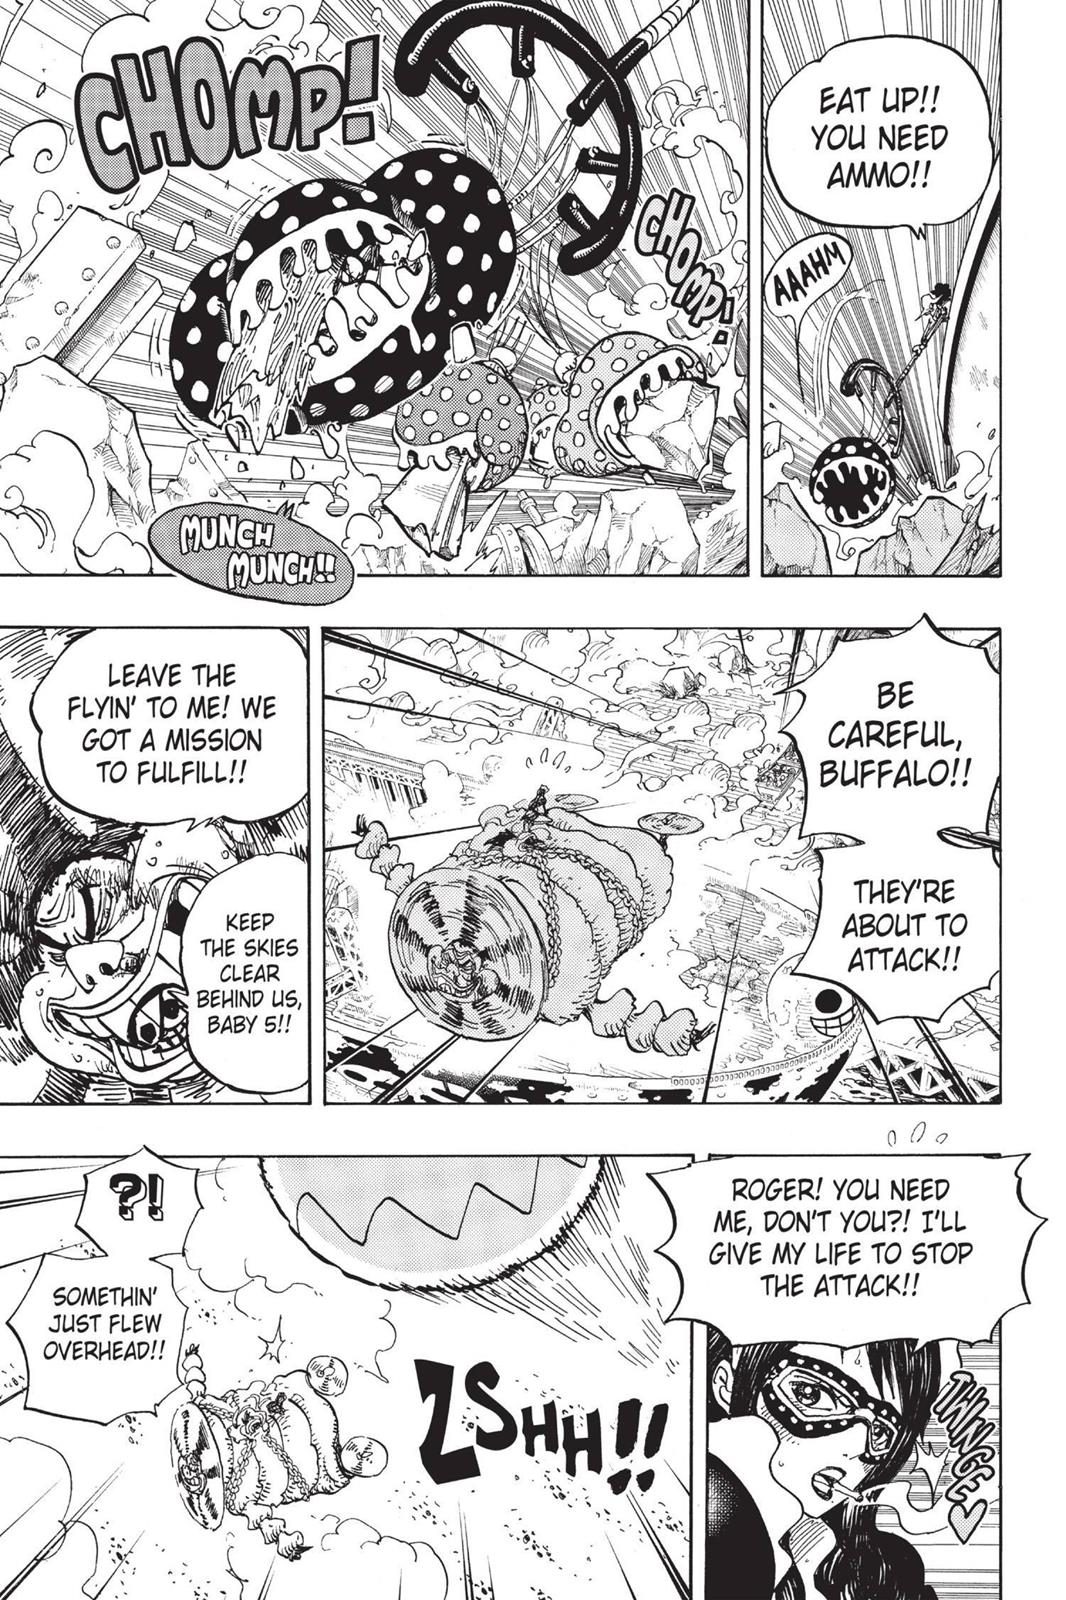 EAT UP!!
YOU NEED
AMMO!!
AAAHM
CHOMP!
CHOMP!
MUNCH
MUNCH!!
BE
CAREFUL,
BUFFALO!!
THEY'RE
ABOUT TO
ATTACK!!
LEAVE THE
FLYIN' TO ME! WE
GOT A MISSION
TO FULFILL!!
KEEP
THE SKIES
CLEAR
BEHIND US,
BABY 5!!
ROGER! YOU NEED
ME, DON'T YOU?! I'LL
GIVE MY LIFE TO STOP
THE ATTACK!!
TWINGE
ZSHH!!
?!
SOMETHIN'
JUST FLEW
OVERHEAD!!